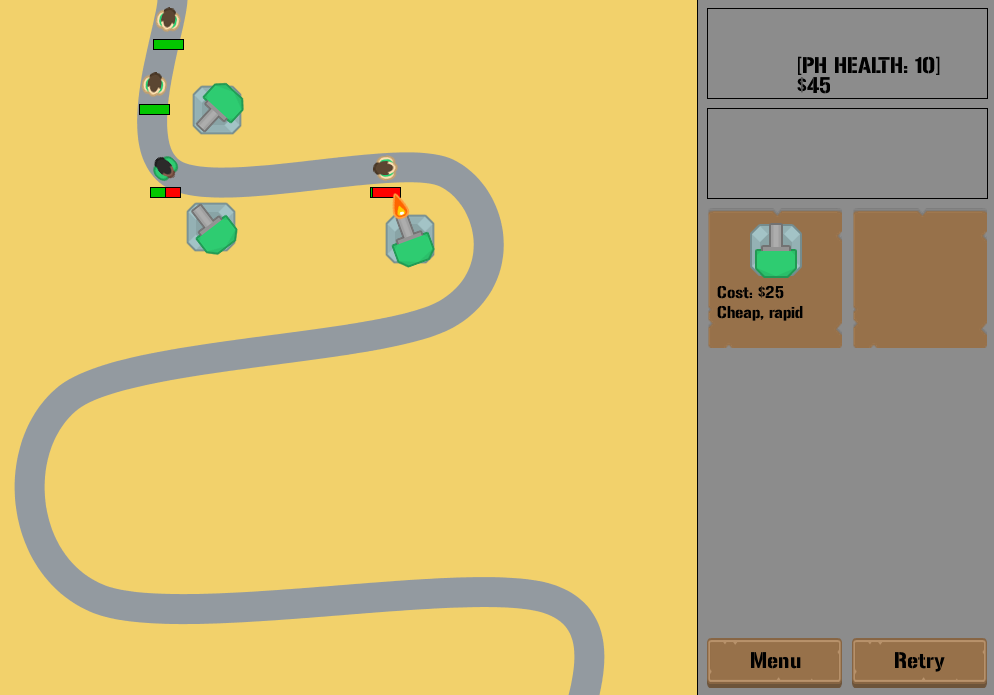 [PH HEALTH: 10]
$45
Cost: $25
Cheap, rapid
Menu
Retry